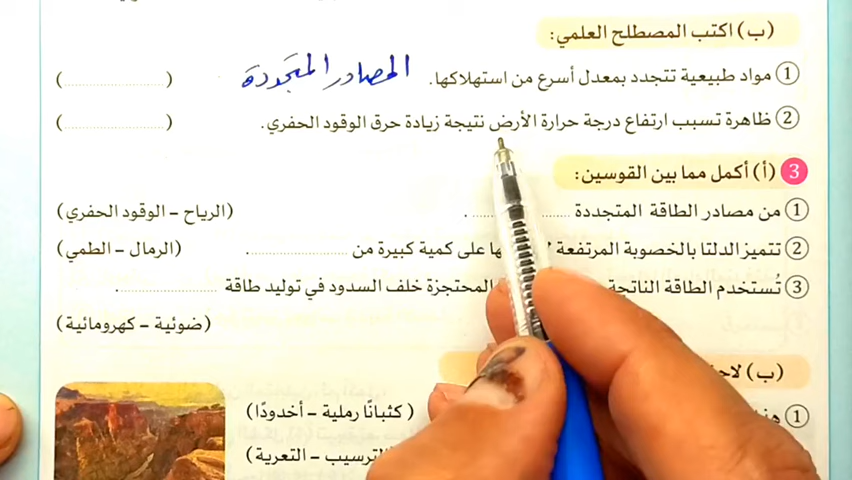 (ب) اكتب المصطلح العلمي:
① مواد طبيعية تتجدد بمعدل أسرع من استهلاكها. المصادر المتجددة (............)
② ظاهرة تسبب ارتفاع درجة حرارة الأرض نتيجة زيادة حرق الوقود الحفري. (............)
3 (أ) أكمل مما بين القوسين:
① من مصادر الطاقة المتجددة ............ . (الرياح - الوقود الحفري)
② تتميز الدلتا بالخصوبة المرتفعة على كمية كبيرة من ............ . (الرمال - الطمي)
③ تُستخدم الطاقة الناتجة المحتجزة خلف السدود في توليد طاقة ............ .
(ضوئية - كهرومائية)
(ب)
①
(كثبانًا رملية - أخدودًا)
الترسيب - التعرية)